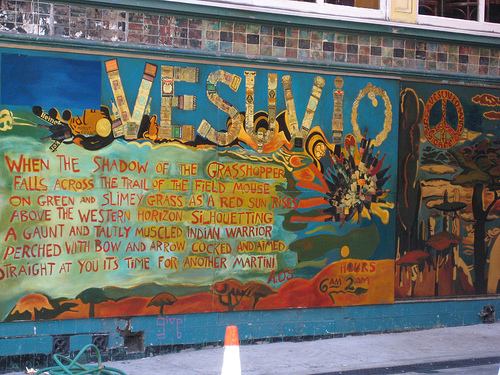 VESUVIO
WHEN THE SHADOW OF THE GRASSHOPPER
FALLS ACROSS THE TRAIL OF THE FIELD MOUSE
ON GREEN AND SLIMEY GRASS AS A RED SUN RISES
ABOVE THE WESTERN HORIZON SILHOUETTING
A GAUNT AND TAUTLY MUSCLED INDIAN WARRIOR
PERCHED WITH BOW AND ARROW COCKED AND AIMED
STRAIGHT AT YOU ITS TIME FOR ANOTHER MARTINI
HOURS
6AM 2AM